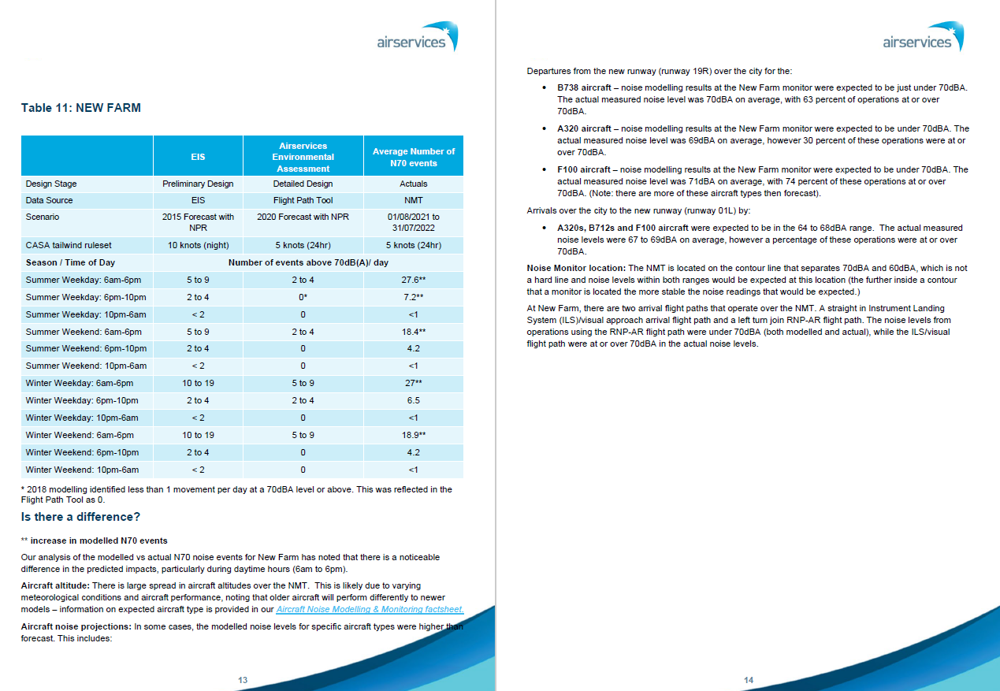 airservices
Table 11: NEW FARM
EIS
Airservices
Environmental
Assessment
Average Number of
N70 events
Design Stage Preliminary Design Detailed Design Actuals
Data Source EIS Flight Path Tool NMT
Scenario 2015 Forecast with 2020 Forecast with NPR 01/08/2021 to
NPR 31/07/2022
CASA tailwind ruleset 10 knots (night) 5 knots (24hr) 5 knots (24hr)
Season / Time of Day Number of events above 70dB(A)/ day
Summer Weekday: 6am-6pm 5 to 9 2 to 4 27.6**
Summer Weekday: 6pm-10pm 2 to 4 0* 7.2**
Summer Weekday: 10pm-6am < 2 0 <1
Summer Weekend: 6am-6pm 5 to 9 2 to 4 18.4**
Summer Weekend: 6pm-10pm 2 to 4 0 4.2
Summer Weekend: 10pm-6am < 2 0 <1
Winter Weekday: 6am-6pm 10 to 19 5 to 9 27**
Winter Weekday: 6pm-10pm 2 to 4 2 to 4 6.5
Winter Weekday: 10pm-6am < 2 0 <1
Winter Weekend: 6am-6pm 10 to 19 5 to 9 18.9**
Winter Weekend: 6pm-10pm 2 to 4 0 4.2
Winter Weekend: 10pm-6am < 2 0 <1
* 2018 modelling identified less than 1 movement per day at a 70dBA level or above. This was reflected in the
Flight Path Tool as 0.
Is there a difference?
** increase in modelled N70 events
Our analysis of the modelled vs actual N70 noise events for New Farm has noted that there is a noticeable
difference in the predicted impacts, particularly during daytime hours (6am to 6pm).
Aircraft altitude: There is large spread in aircraft altitudes over the NMT. This is likely due to varying
meteorological conditions and aircraft performance, noting that older aircraft will perform differently to newer
models – information on expected aircraft type is provided in our Aircraft Noise Modelling & Monitoring factsheet.
Aircraft noise projections: In some cases, the modelled noise levels for specific aircraft types were higher than
forecast. This includes:
13
airservices
Departures from the new runway (runway 19R) over the city for the:
• B738 aircraft – noise modelling results at the New Farm monitor were expected to be just under 70dBA.
The actual measured noise level was 70dBA on average, with 63 percent of operations at or over
70dBA.
• A320 aircraft – noise modelling results at the New Farm monitor were expected to be under 70dBA. The
actual measured noise level was 69dBA on average, however 30 percent of these operations were at or
over 70dBA.
• F100 aircraft – noise modelling results at the New Farm monitor were expected to be under 70dBA. The
actual measured noise level was 71dBA on average, with 74 percent of these operations at or over
70dBA. (Note: there are more of these aircraft types then forecast).
Arrivals over the city to the new runway (runway 01L) by:
• A320s, B712s and F100 aircraft were expected to be in the 64 to 68dBA range. The actual measured
noise levels were 67 to 69dBA on average, however a percentage of these operations were at or over
70dBA.
Noise Monitor location: The NMT is located on the contour line that separates 70dBA and 60dBA, which is not
a hard line and noise levels within both ranges would be expected at this location (the further inside a contour
that a monitor is located the more stable the noise readings that would be expected.)
At New Farm, there are two arrival flight paths that operate over the NMT. A straight in Instrument Landing
System (ILS)/visual approach arrival flight path and a left turn join RNP-AR flight path. The noise levels from
operations using the RNP-AR flight path were under 70dBA (both modelled and actual), while the ILS/visual
flight path were at or over 70dBA in the actual noise levels.
14